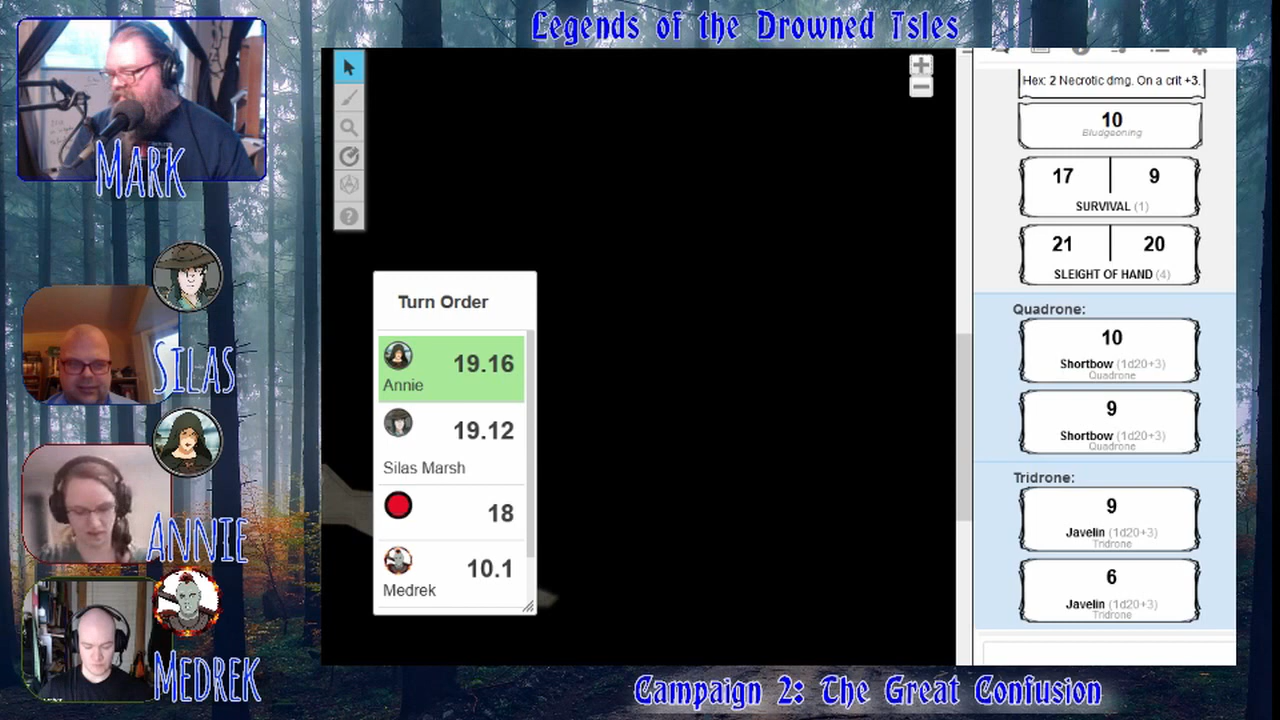 Legends of the Drowned Isles
MARK
SILAS
ANNIE
MEDREK
Turn Order
19.16
Annie
19.12
Silas Marsh
18
10.1
Medrek
Hex: 2 Necrotic dmg. On a crit +3.
10
Bludgeoning
17 9
SURVIVAL (1)
21 20
SLEIGHT OF HAND (4)
Quadrone:
10
Shortbow (1d20+3)
Quadrone
9
Shortbow (1d20+3)
Quadrone
Tridrone:
9
Javelin (1d20+3)
Tridrone
6
Javelin (1d20+3)
Tridrone
Campaign 2: The Great Confusion